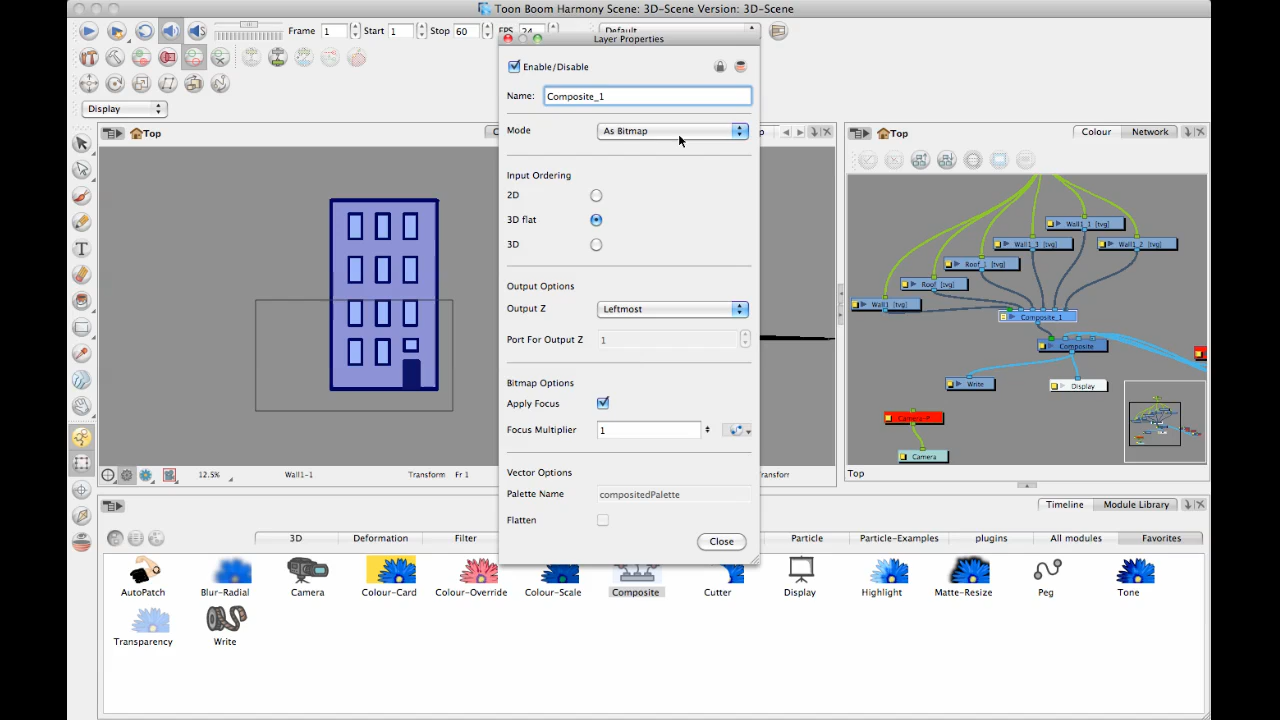 Toon Boom Harmony Scene: 3D-Scene Version: 3D-Scene
Frame 1 Start 1 Stop 60 FPS 24 Default
Layer Properties
Enable/Disable
Name: Composite_1
Mode As Bitmap
Input Ordering
2D
3D flat
3D
Output Options
Output Z Leftmost
Port For Output Z 1
Bitmap Options
Apply Focus
Focus Multiplier 1
Vector Options
Palette Name compositedPalette
Flatten
Close
Display
Top
12.5% Wall1-1 Transform Fr 1
Top Colour Network
Wall1_1 [tvg]
Wall1_3 [tvg] Wall1_2 [tvg]
Roof_1 [tvg]
Roof [tvg]
Wall1 [tvg]
Composite_1
Composite
Write Display
Camera-P
Camera
Top
Timeline Module Library
3D Deformation Filter Particle Particle-Examples plugins All modules Favorites
AutoPatch Blur-Radial Camera Colour-Card Colour-Override Colour-Scale Composite Cutter Display Highlight Matte-Resize Peg Tone
Transparency Write